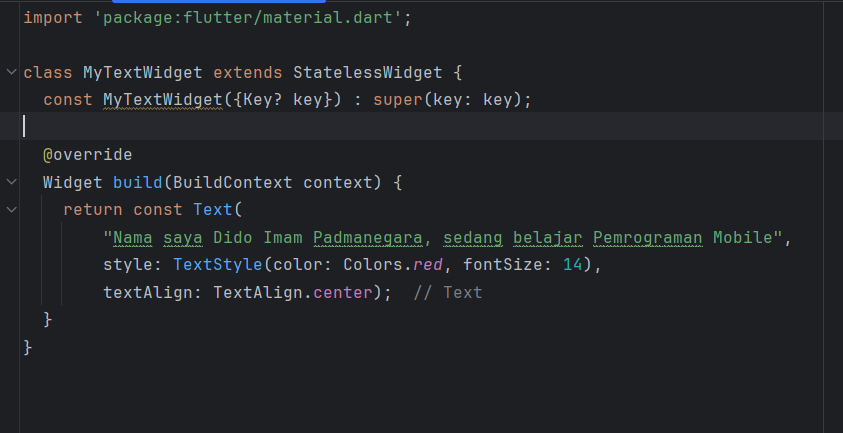 import 'package:flutter/material.dart';
class MyTextWidget extends StatelessWidget {
const MyTextWidget({Key? key}) : super(key: key);
@override
Widget build(BuildContext context) {
return const Text(
"Nama saya Dido Imam Padmanegara, sedang belajar Pemrograman Mobile",
style: TextStyle(color: Colors.red, fontSize: 14),
textAlign: TextAlign.center); // Text
}
}